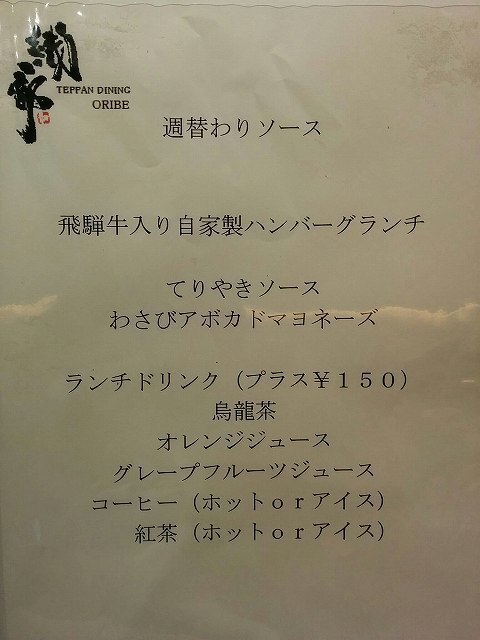 織部
TEPPAN DINING
ORIBE
週替わりソース
飛騨牛入り自家製ハンバーグランチ
てりやきソース
わさびアボカドマヨネーズ
ランチドリンク（プラス￥１５０）
烏龍茶
オレンジジュース
グレープフルーツジュース
コーヒー（ホットｏｒアイス）
紅茶（ホットｏｒアイス）